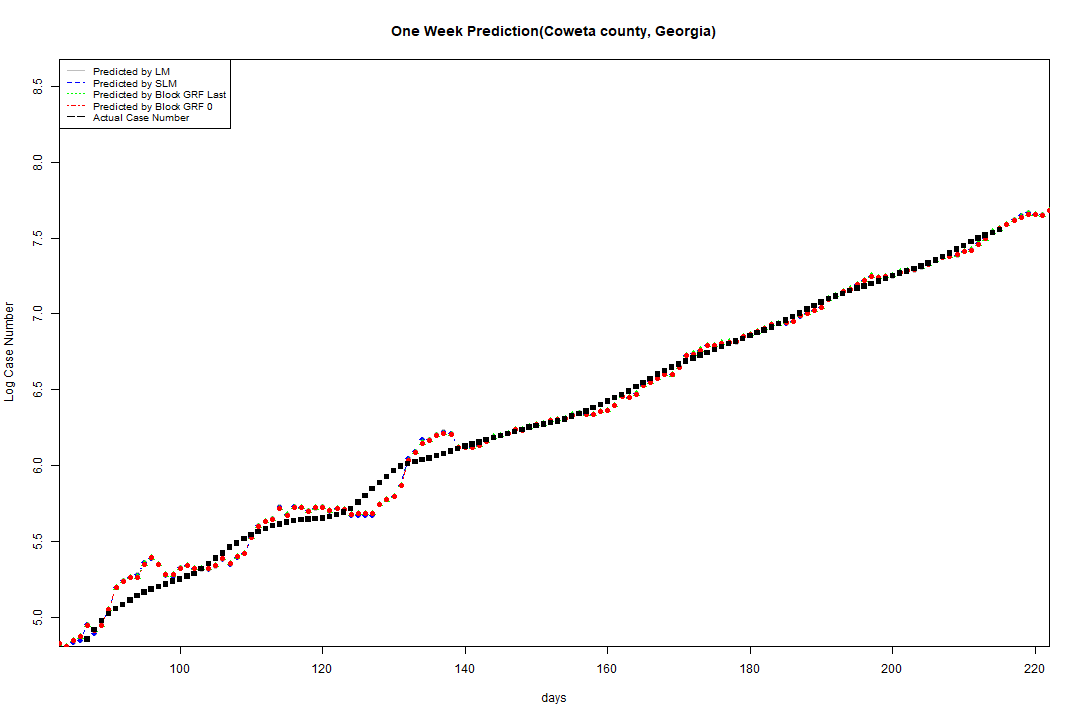 One Week Prediction(Coweta county, Georgia)
Predicted by LM
Predicted by SLM
Predicted by Block GRF Last
Predicted by Block GRF 0
Actual Case Number
8.5
8.0
7.5
7.0
6.5
6.0
5.5
5.0
Log Case Number
100 120 140 160 180 200 220
days